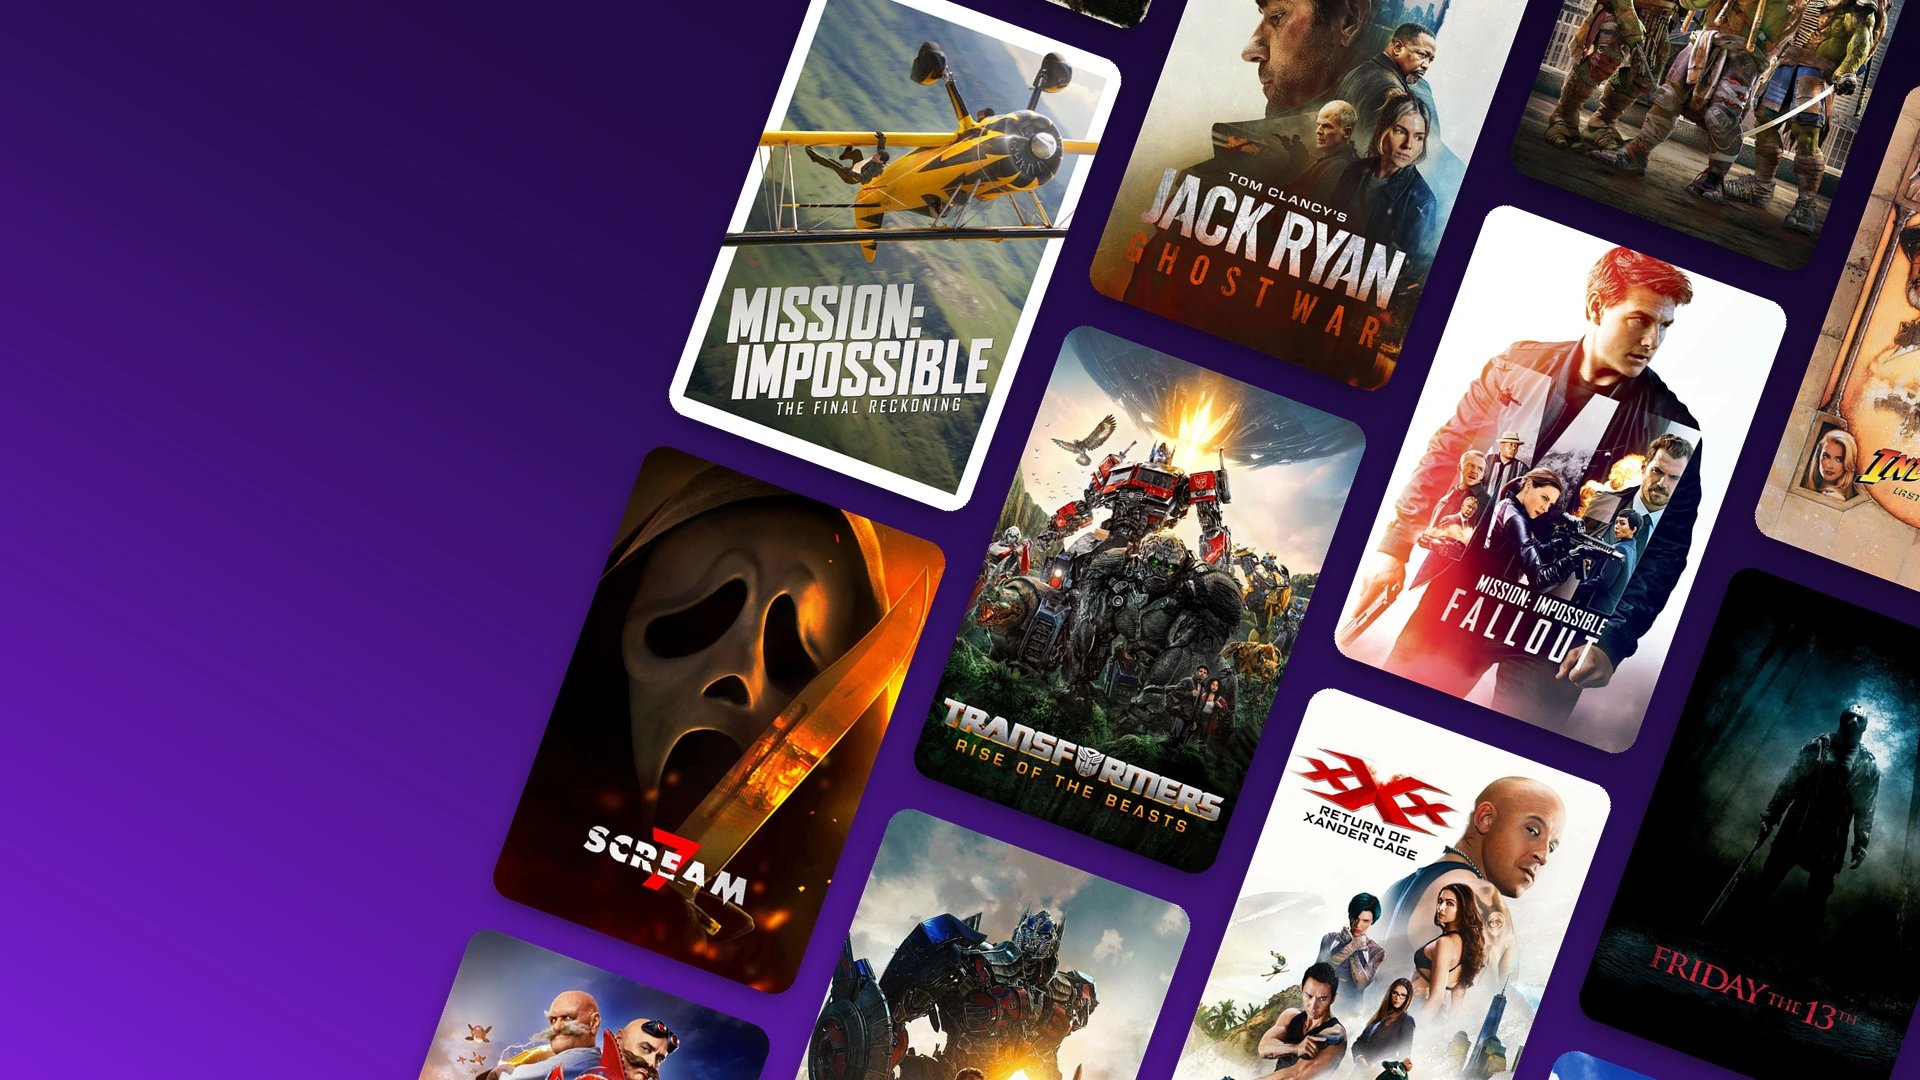 MISSION:
IMPOSSIBLE
THE FINAL RECKONING
TOM CLANCY'S
JACK RYAN
GHOST WAR
MISSION: IMPOSSIBLE
FALLOUT
SCREAM
7
TRANSFORMERS
RISE OF THE BEASTS
xXx
RETURN OF
XANDER CAGE
FRIDAY THE 13TH